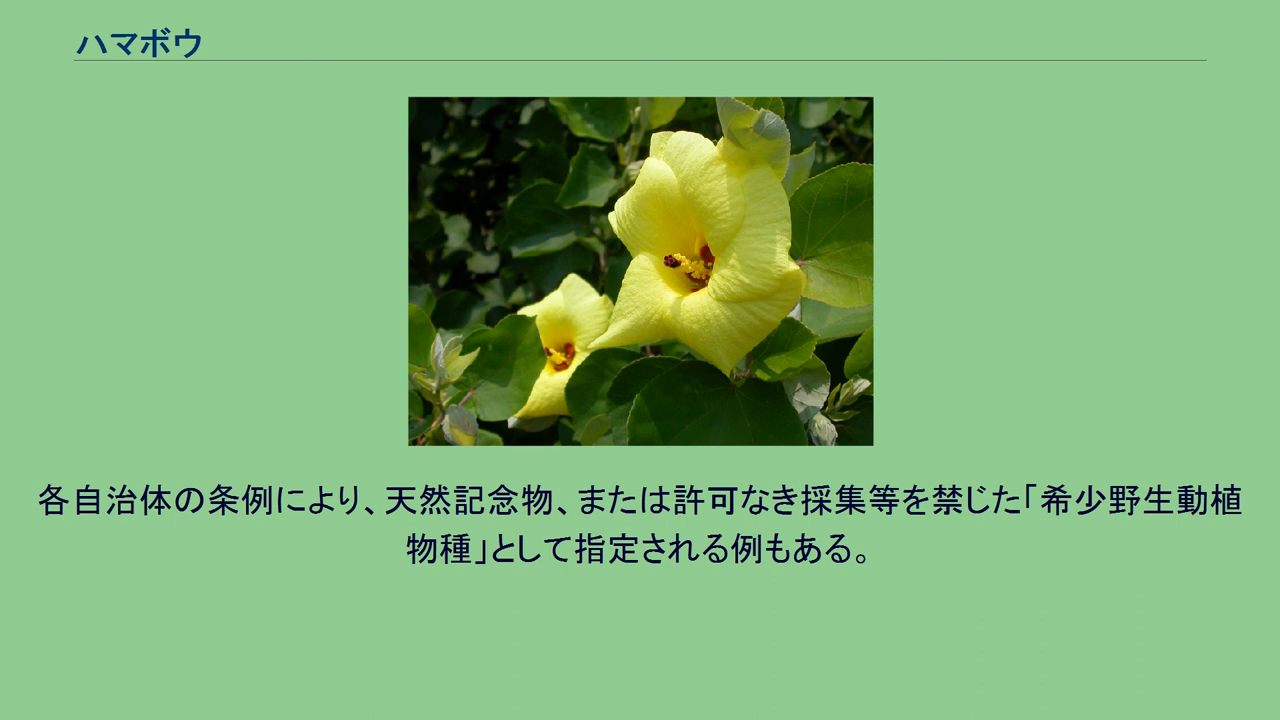 ハマボウ
各自治体の条例により、天然記念物、または許可なき採集等を禁じた「希少野生動植
物種」として指定される例もある。